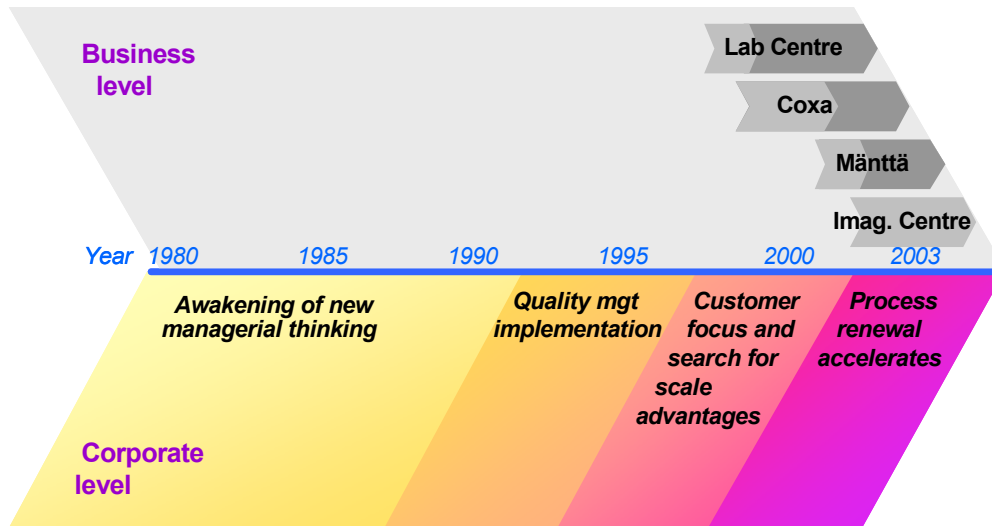 Business
level
Lab Centre
Coxa
Mänttä
Imag. Centre
Year 1980 1985 1990 1995 2000 2003
Awakening of new
managerial thinking
Quality mgt
implementation
Customer
focus and
search for
scale
advantages
Process
renewal
accelerates
Corporate
level